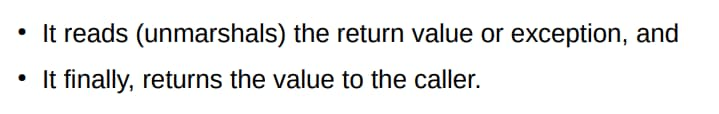 • It reads (unmarshals) the return value or exception, and
• It finally, returns the value to the caller.